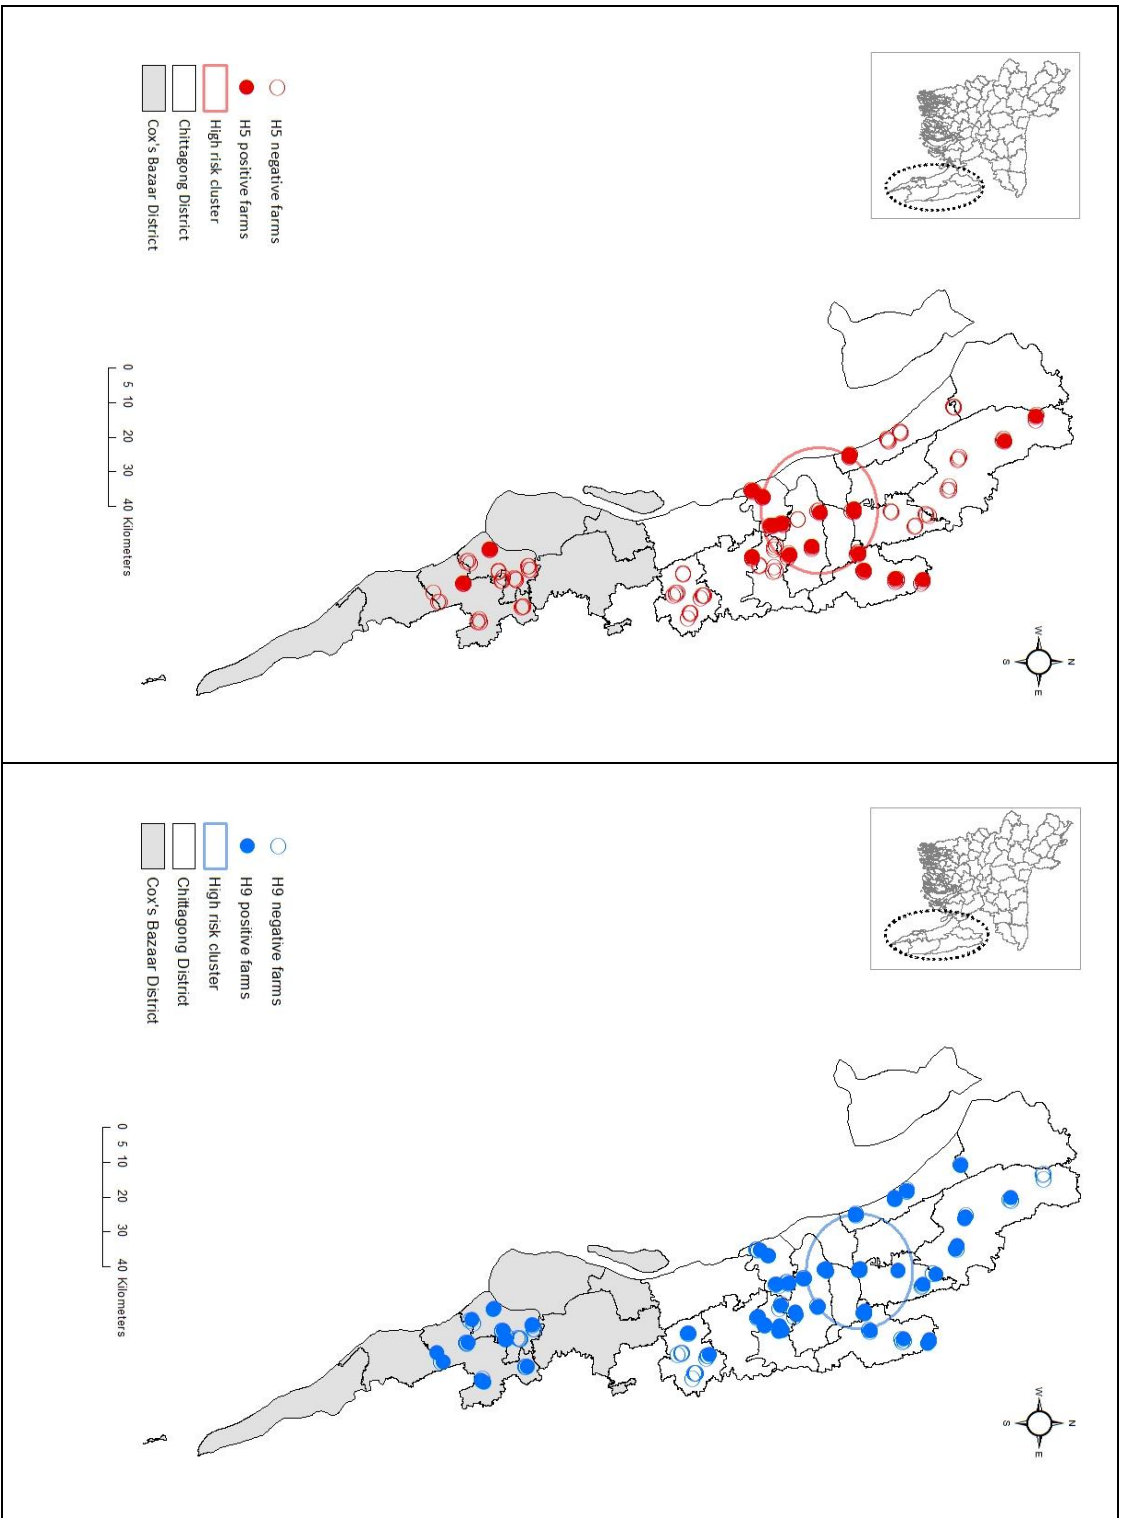 H5 negative farms
H5 positive farms
High risk cluster
Chittagong District
Cox's Bazaar District
0 5 10 20 30 40 Kilometers
N
W
E
S
H9 negative farms
H9 positive farms
High risk cluster
Chittagong District
Cox's Bazaar District
0 5 10 20 30 40 Kilometers
N
W
E
S